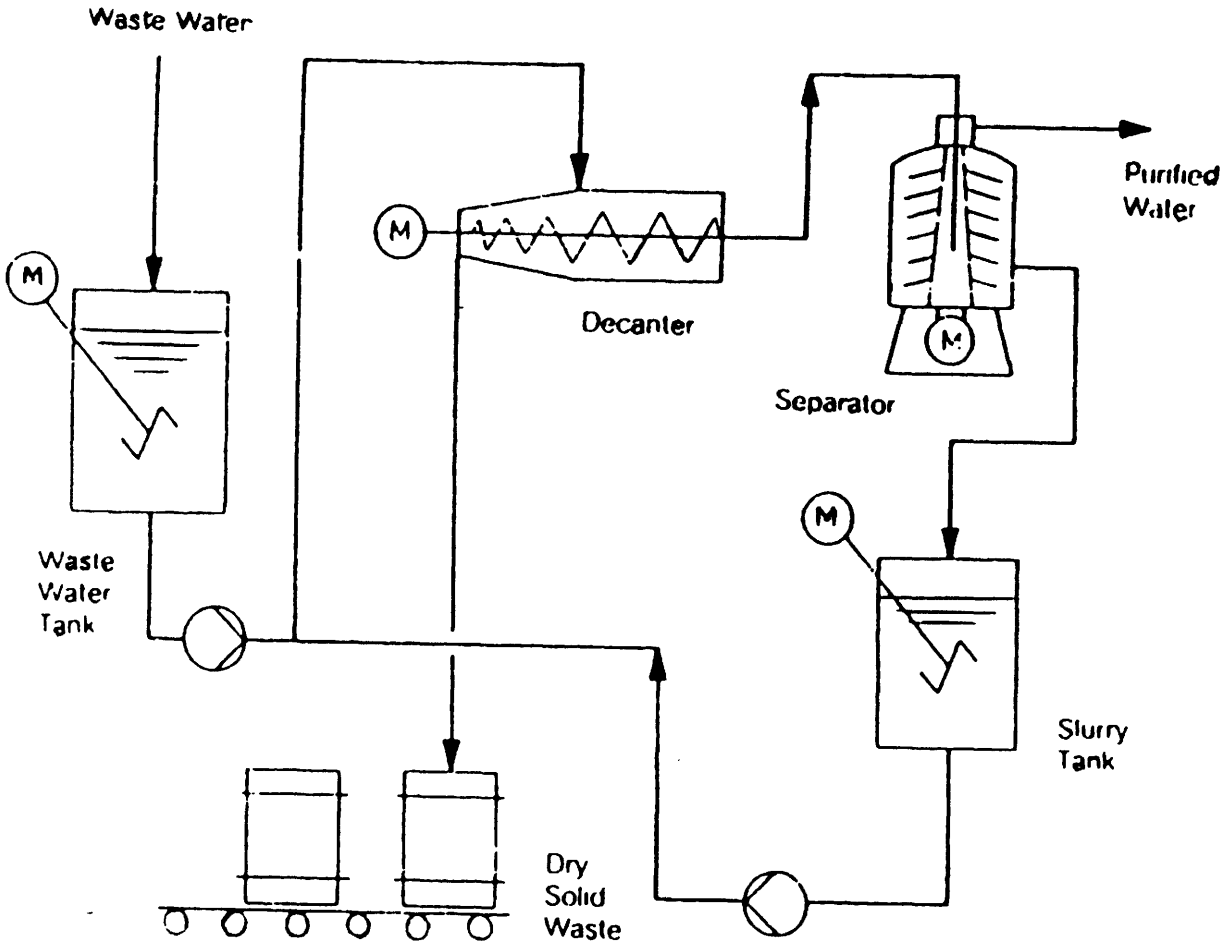 Waste Water
M
Decanter
M
Separator
M
Purified
Water
M
Waste
Water
Tank
M
Slurry
Tank
Dry
Solid
Waste